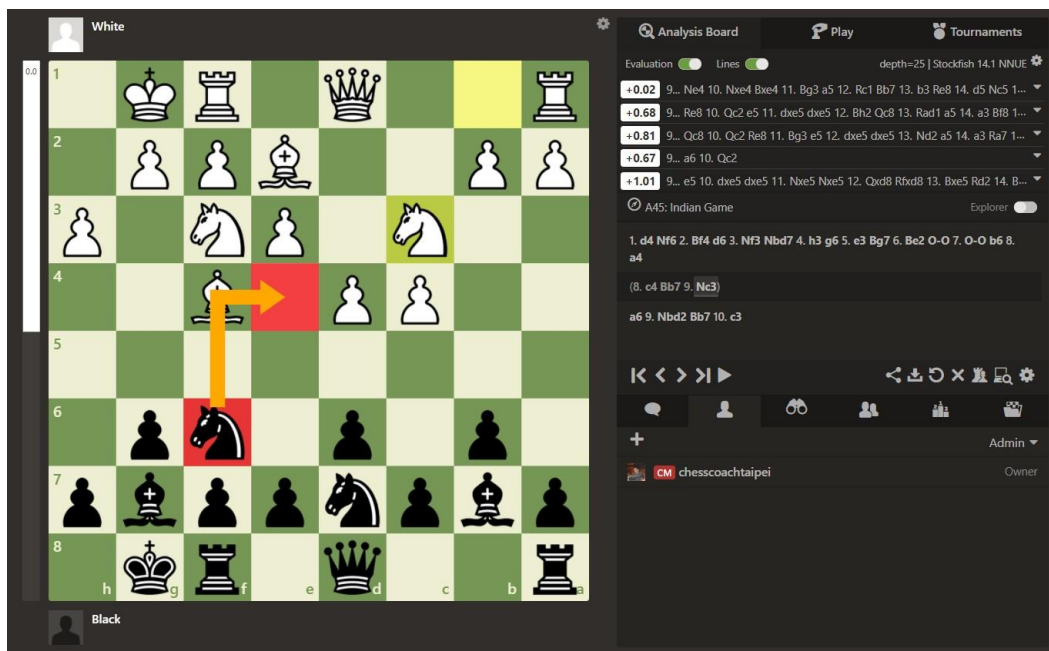 White
0.0
1
2
3
4
5
6
7
8
h g f e d c b a
Black
Analysis Board Play Tournaments
Evaluation Lines depth=25 | Stockfish 14.1 NNUE
+0.02 9... Ne4 10. Nxe4 Bxe4 11. Bg3 a5 12. Rc1 Bb7 13. b3 Re8 14. d5 Nc5 1...
+0.68 9... Re8 10. Qc2 e5 11. dxe5 dxe5 12. Bh2 Qc8 13. Rad1 a5 14. a3 Bf8 1...
+0.81 9... Qc8 10. Qc2 Re8 11. Bg3 e5 12. dxe5 dxe5 13. Nd2 a5 14. a3 Ra7 1...
+0.67 9... a6 10. Qc2
+1.01 9... e5 10. dxe5 dxe5 11. Nxe5 Nxe5 12. Qxd8 Rfxd8 13. Bxe5 Rd2 14. B...
A45: Indian Game Explorer
1. d4 Nf6 2. Bf4 d6 3. Nf3 Nbd7 4. h3 g6 5. e3 Bg7 6. Be2 O-O 7. O-O b6 8.
a4
(8. c4 Bb7 9. Nc3)
a6 9. Nbd2 Bb7 10. c3
Admin
CM chesscoachtaipei Owner